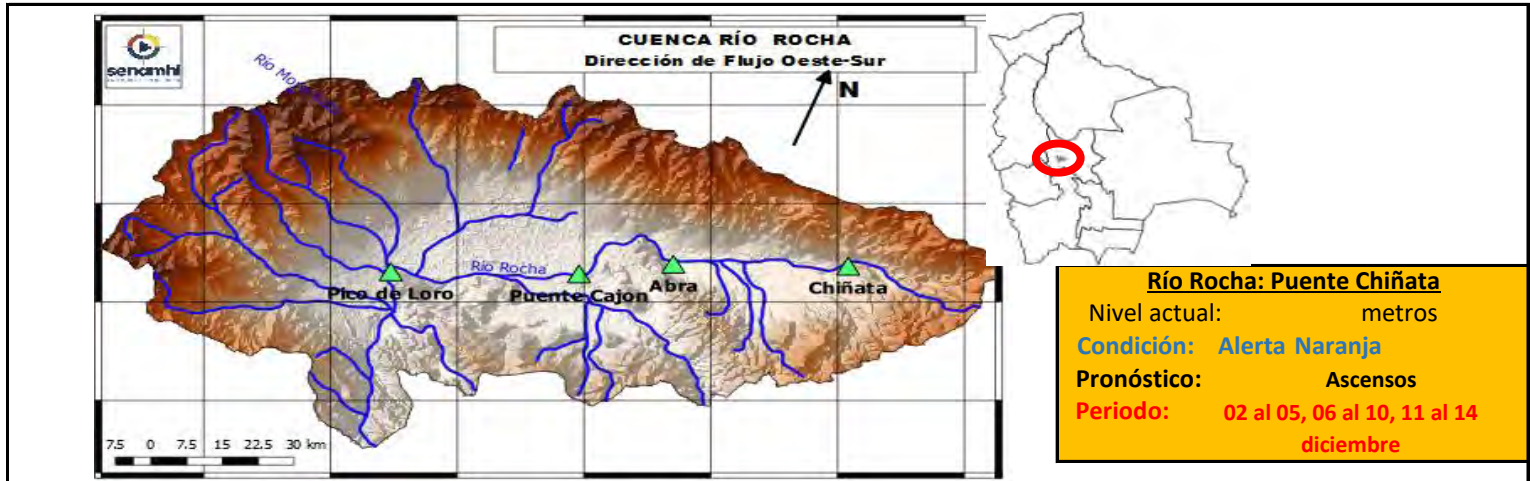 CUENCA RÍO ROCHA
Dirección de Flujo Oeste-Sur
N
senamhi
Río Rocha
Pico de Loro
Puente Cajon
Abra
Chiñata
7.5 0 7.5 15 22.5 30 km
Río Rocha: Puente Chiñata
Nivel actual: metros
Condición: Alerta Naranja
Pronóstico: Ascensos
Periodo: 02 al 05, 06 al 10, 11 al 14
diciembre